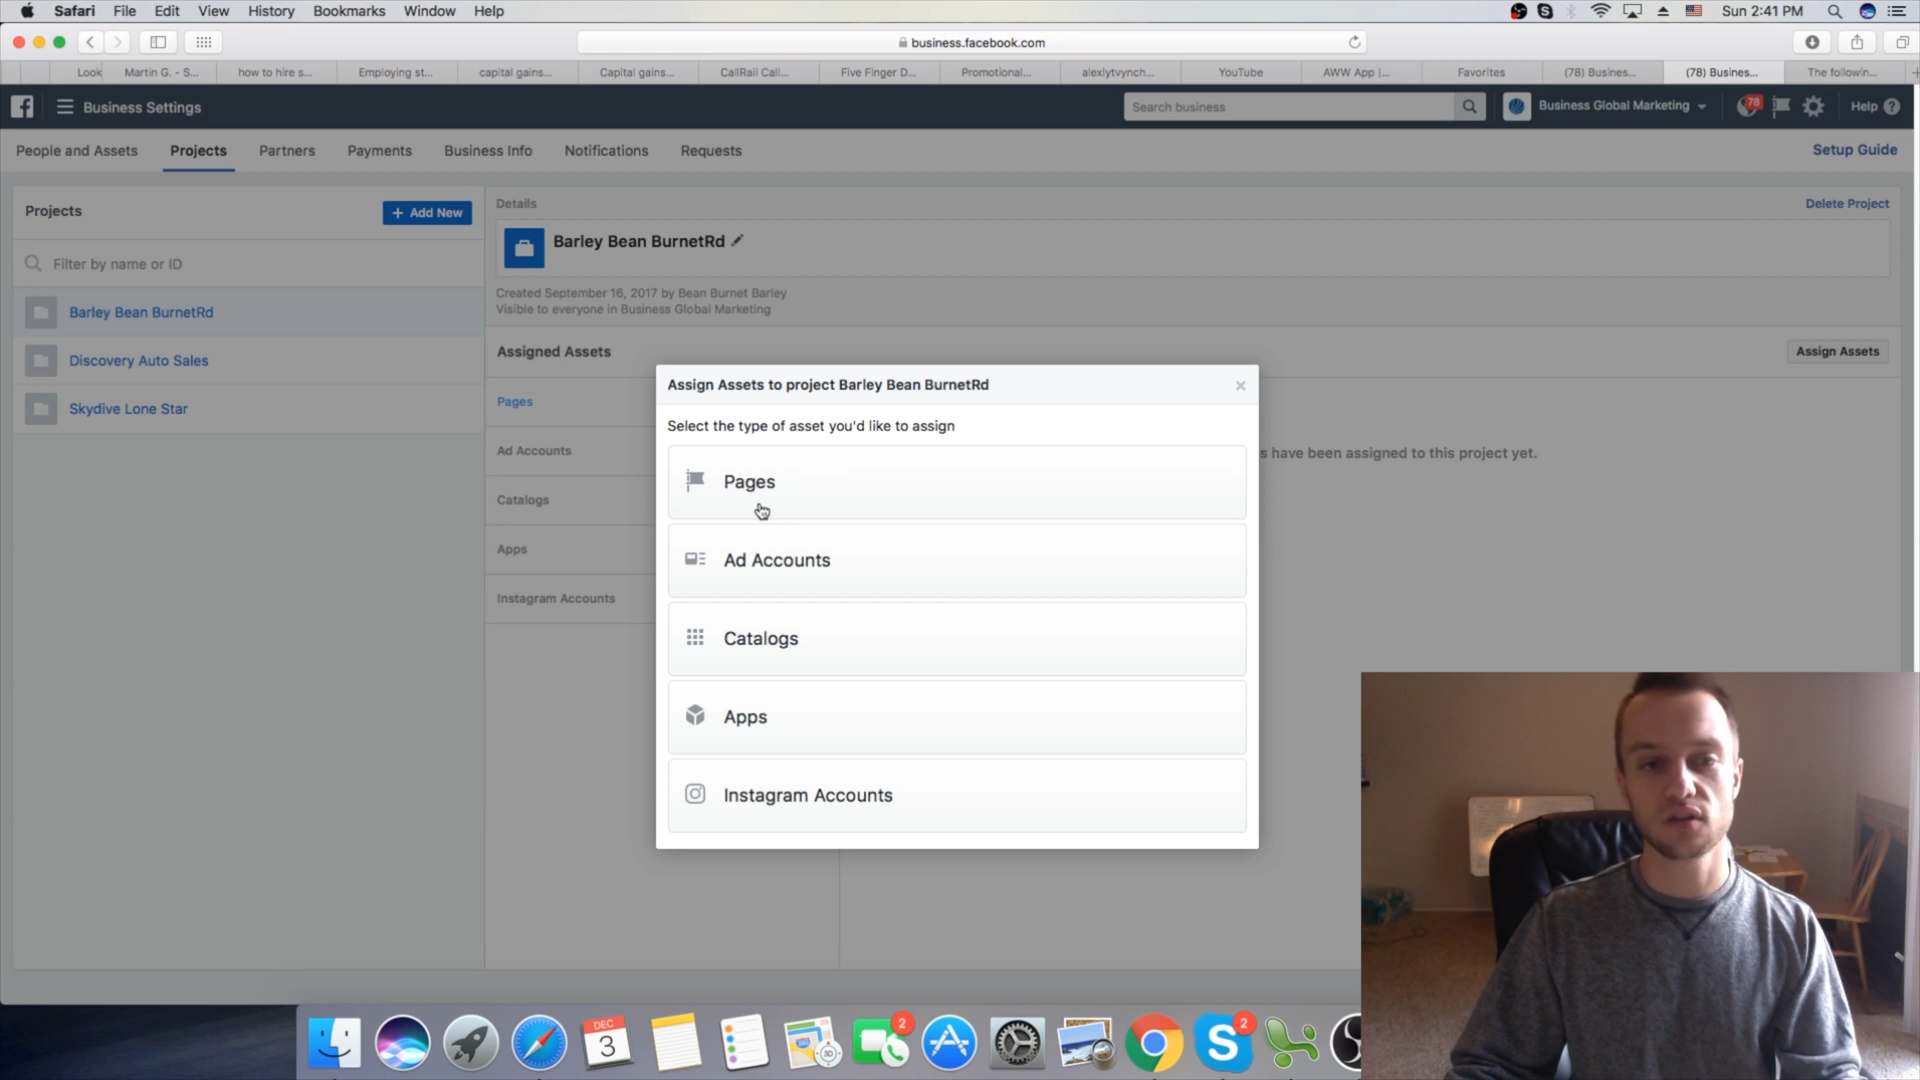 Safari File Edit View History Bookmarks Window Help
Sun 2:41 PM
business.facebook.com
Look
Martin G. - S...
how to hire s...
Employing st...
capital gains...
Capital gains...
CallRail Call...
Five Finger D...
Promotional...
alexlytvynch...
YouTube
AWW App |...
Favorites
(78) Busines...
(78) Busines...
The followin...
Business Settings
Search business
Business Global Marketing
78
Help
People and Assets
Projects
Partners
Payments
Business Info
Notifications
Requests
Setup Guide
Projects
+ Add New
Filter by name or ID
Barley Bean BurnetRd
Discovery Auto Sales
Skydive Lone Star
Details
Delete Project
Barley Bean BurnetRd
Created September 16, 2017 by Bean Burnet Barley
Visible to everyone in Business Global Marketing
Assigned Assets
Assign Assets
Pages
Ad Accounts
Catalogs
Apps
Instagram Accounts
s have been assigned to this project yet.
Assign Assets to project Barley Bean BurnetRd
Select the type of asset you'd like to assign
Pages
Ad Accounts
Catalogs
Apps
Instagram Accounts
DEC
3
3D
2
2